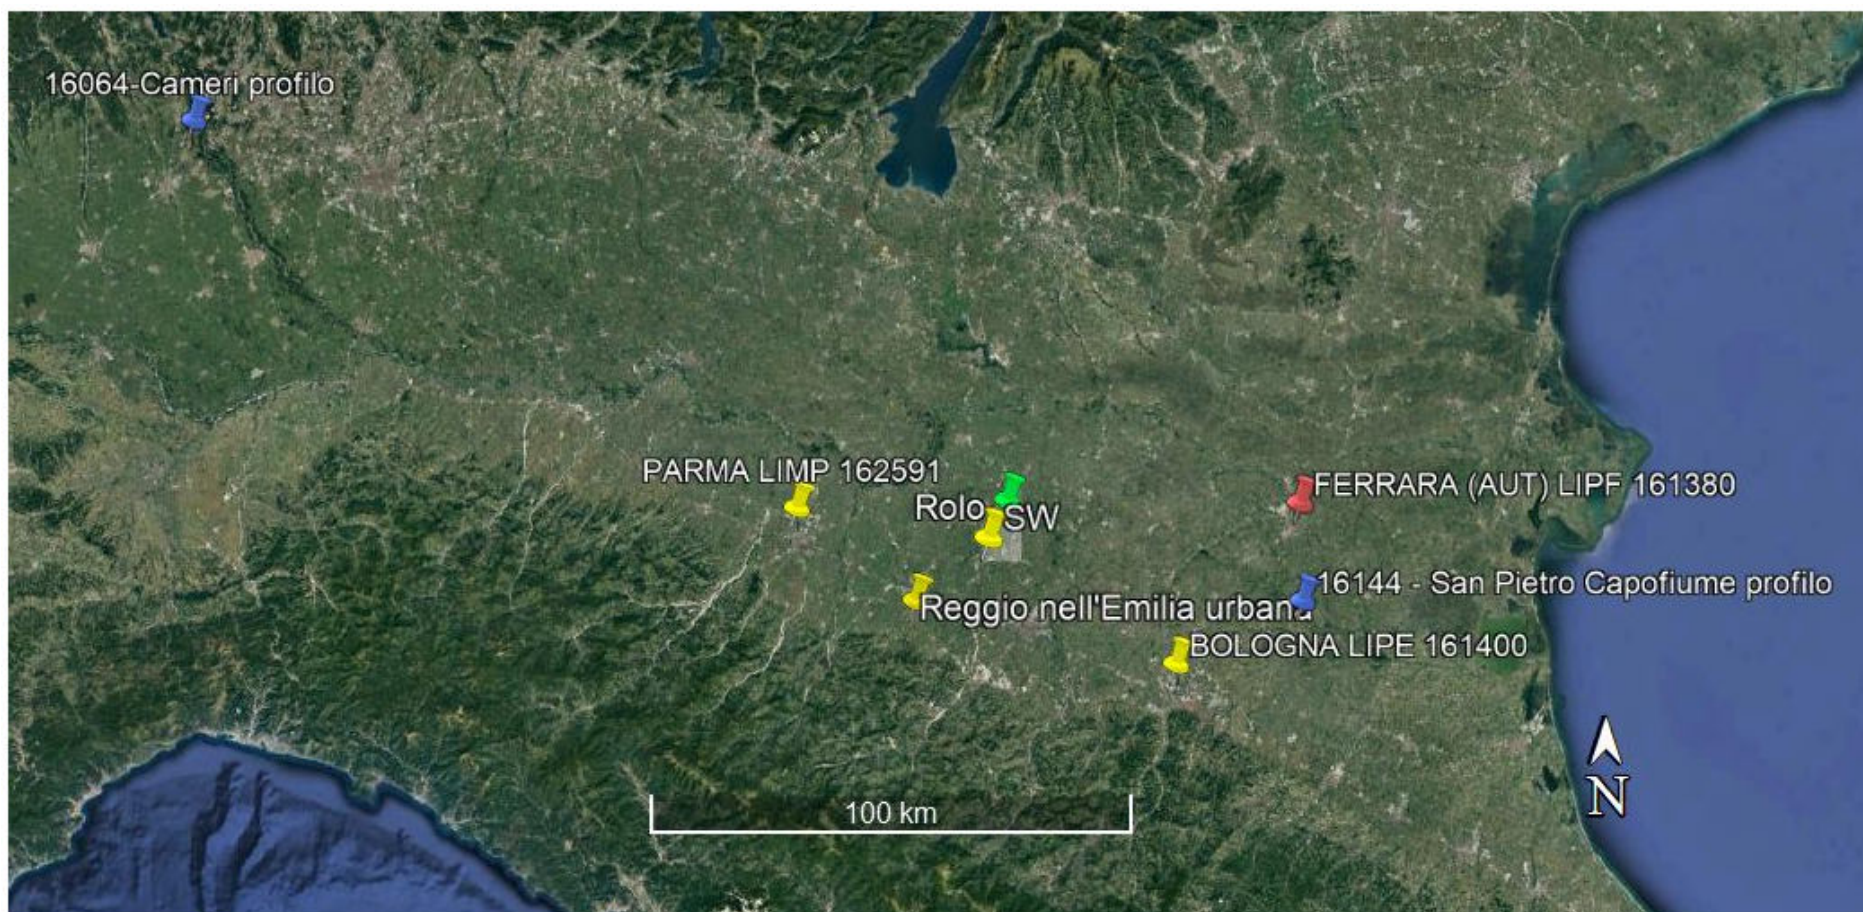 16064-Cameri profilo
PARMA LIMP 162591
FERRARA (AUT) LIPF 161380
Rolo
SW
16144 - San Pietro Capofiume profilo
Reggio nell'Emilia urbana
BOLOGNA LIPE 161400
N
100 km